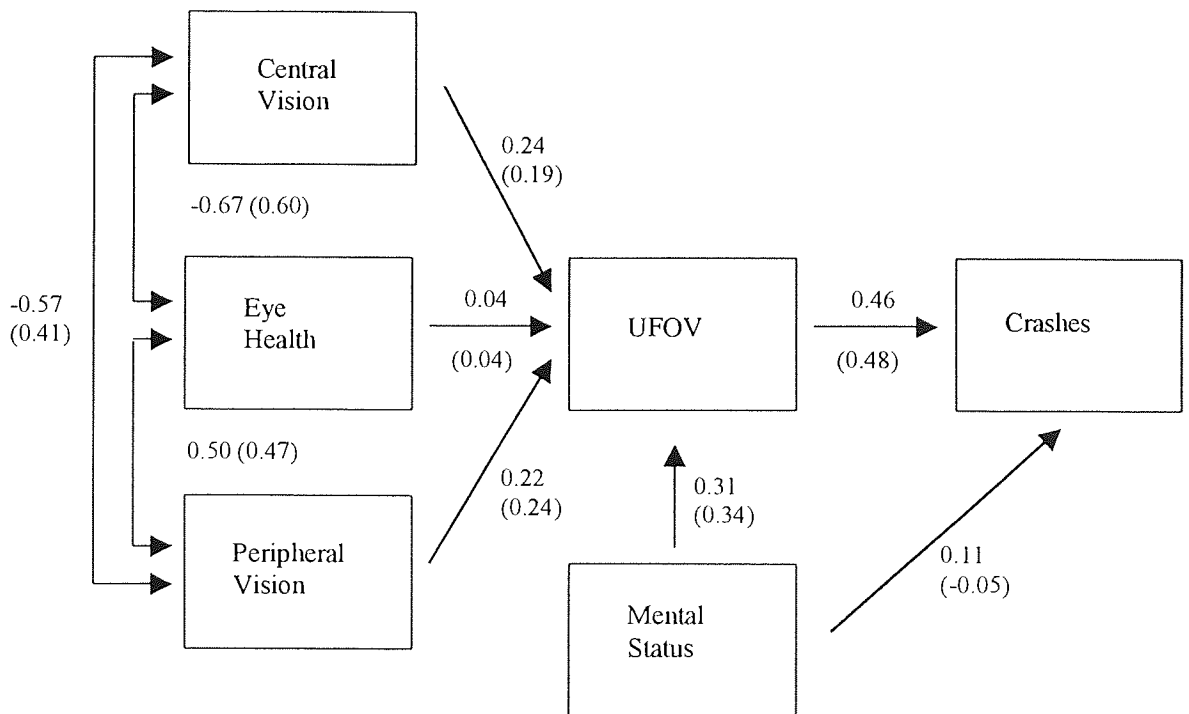 Central
Vision
0.24
(0.19)
-0.67 (0.60)
-0.57
(0.41)
Eye
Health
0.04
(0.04)
UFOV
0.46
(0.48)
Crashes
0.50 (0.47)
0.22
(0.24)
0.31
(0.34)
Peripheral
Vision
0.11
(-0.05)
Mental
Status